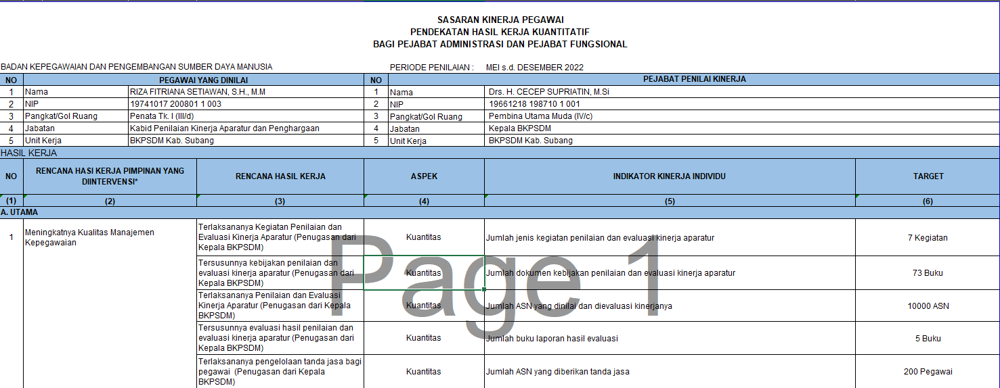 SASARAN KINERJA PEGAWAI
PENDEKATAN HASIL KERJA KUANTITATIF
BAGI PEJABAT ADMINISTRASI DAN PEJABAT FUNGSIONAL
BADAN KEPEGAWAIAN DAN PENGEMBANGAN SUMBER DAYA MANUSIA PERIODE PENILAIAN : MEI s.d. DESEMBER 2022
NO PEGAWAI YANG DINILAI NO PEJABAT PENILAI KINERJA
1 Nama RIZA FITRIANA SETIAWAN, S.H., M.M 1 Nama Drs. H. CECEP SUPRIATIN, M.Si
2 NIP 19741017 200801 1 003 2 NIP 19661218 198710 1 001
3 Pangkat/Gol Ruang Penata Tk. I (III/d) 3 Pangkat/Gol Ruang Pembina Utama Muda (IV/c)
4 Jabatan Kabid Penilaian Kinerja Aparatur dan Penghargaan 4 Jabatan Kepala BKPSDM
5 Unit Kerja BKPSDM Kab. Subang 5 Unit Kerja BKPSDM Kab. Subang
HASIL KERJA
NO RENCANA HASI KERJA PIMPINAN YANG
DIINTERVENSI* RENCANA HASIL KERJA ASPEK INDIKATOR KINERJA INDIVIDU TARGET
(1) (2) (3) (4) (5) (6)
A. UTAMA
1 Meningkatnya Kualitas Manajemen
Kepegawaian
Terlaksananya Kegiatan Penilaian dan
Evaluasi Kinerja Aparatur (Penugasan dari
Kepala BKPSDM)
Kuantitas Jumlah jenis kegiatan penilaian dan evaluasi kinerja aparatur 7 Kegiatan
Tersusunnya kebijakan penilaian dan
evaluasi kinerja aparatur (Penugasan dari
Kepala BKPSDM)
Kuantitas Jumlah dokumen kebijakan penilaian dan evaluasi kinerja aparatur 73 Buku
Terlaksananya Penilaian dan Evaluasi
Kinerja Aparatur (Penugasan dari Kepala
BKPSDM)
Kuantitas Jumlah ASN yang dinilai dan dievaluasi kinerjanya 10000 ASN
Tersusunnya evaluasi hasil penilaian dan
evaluasi kinerja aparatur (Penugasan dari
Kepala BKPSDM)
Kuantitas Jumlah buku laporan hasil evaluasi 5 Buku
Terlaksananya pengelolaan tanda jasa bagi
pegawai (Penugasan dari Kepala
BKPSDM)
Kuantitas Jumlah ASN yang diberikan tanda jasa 200 Pegawai
Page 1